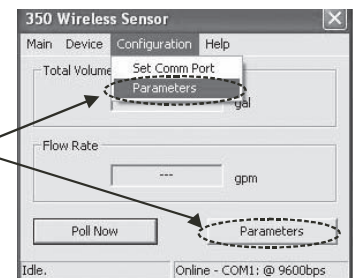 350 Wireless Sensor
Main Device Configuration Help
Set Comm Port
Parameters
Total Volume
gal
Flow Rate
--- gpm
Poll Now Parameters
Idle. Online - COM1: @ 9600bps